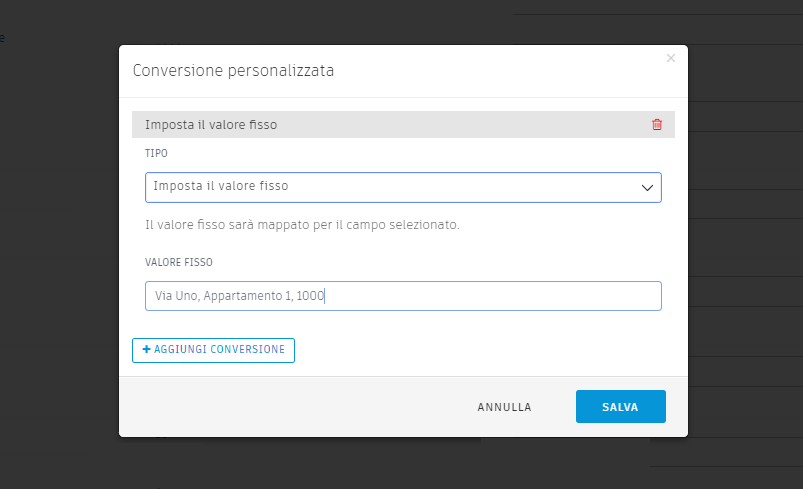 Conversione personalizzata
Imposta il valore fisso
TIPO
Imposta il valore fisso
Il valore fisso sarà mappato per il campo selezionato.
VALORE FISSO
Via Uno, Appartamento 1, 1000
+ AGGIUNGI CONVERSIONE
ANNULLA
SALVA